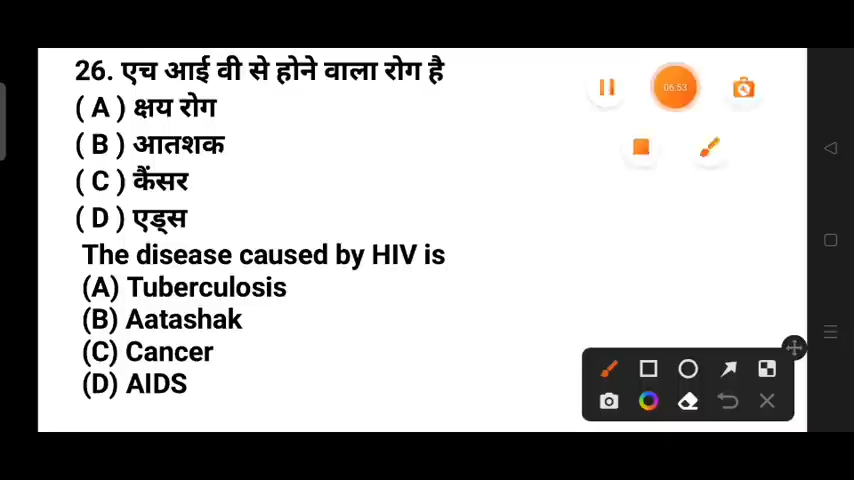 26. एच आई वी से होने वाला रोग है
( A ) क्षय रोग
( B ) आतशक
( C ) कैंसर
( D ) एड्स
The disease caused by HIV is
(A) Tuberculosis
(B) Aatashak
(C) Cancer
(D) AIDS
06:53